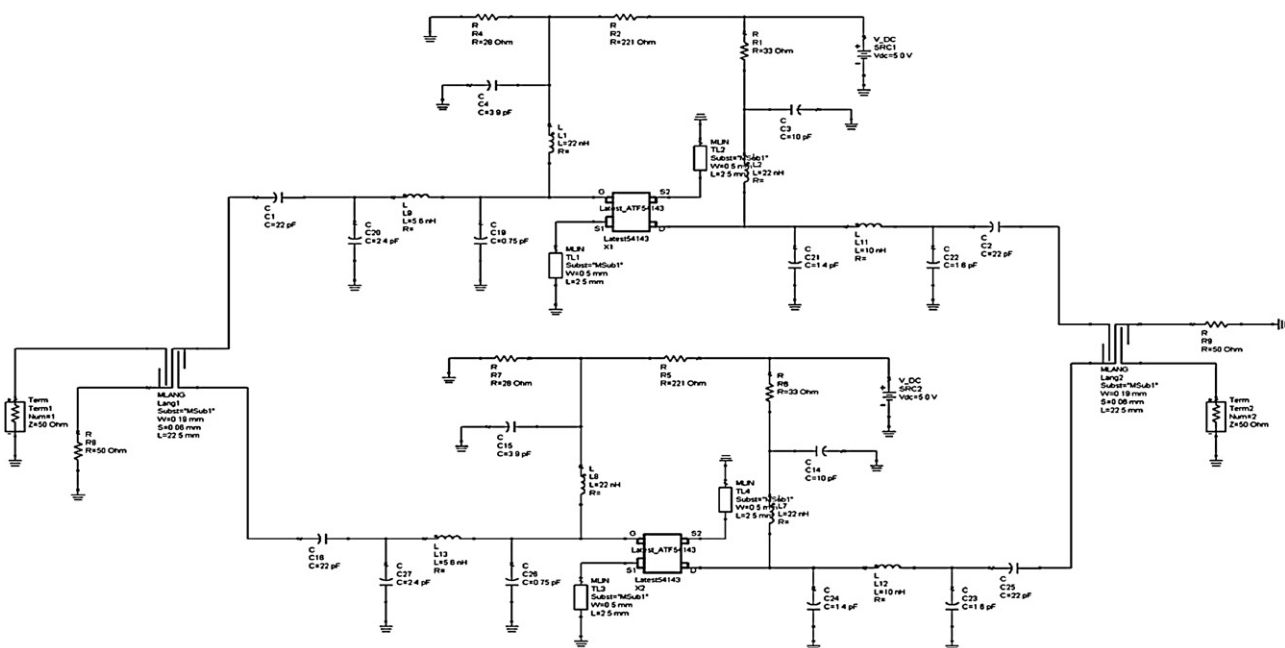 R
R4
R=28 Ohm
R
R2
R=221 Ohm
R
R1
R=33 Ohm
V_DC
SRC1
Vdc=5.0 V
C
C4
C=3.9 pF
C
C3
C=10 pF
L
L1
L=22 nH
R=
MLIN
TL2
Subst="MSub1"
W=0.5 mm
L=2.5 mm
L
L2
L=22 nH
R=
C
C1
C=22 pF
L
L9
L=5.6 nH
R=
G
S2
Latest_ATF54143
S1
D
Latest54143
X1
C
C20
C=2.4 pF
C
C19
C=0.75 pF
MLIN
TL1
Subst="MSub1"
W=0.5 mm
L=2.5 mm
C
C21
C=1.4 pF
L
L11
L=10 nH
R=
C
C22
C=1.6 pF
C
C2
C=22 pF
Term
Term1
Num=1
Z=50 Ohm
R
R8
R=50 Ohm
MLANG
Lang1
Subst="MSub1"
W=0.19 mm
S=0.06 mm
L=22.5 mm
R
R7
R=28 Ohm
R
R5
R=221 Ohm
R
R6
R=33 Ohm
V_DC
SRC2
Vdc=5.0 V
MLANG
Lang2
Subst="MSub1"
W=0.19 mm
S=0.06 mm
L=22.5 mm
R
R9
R=50 Ohm
Term
Term2
Num=2
Z=50 Ohm
C
C15
C=3.9 pF
C
C14
C=10 pF
L
L8
L=22 nH
R=
MLIN
TL4
Subst="MSub1"
W=0.5 mm
L=2.5 mm
L
L7
L=22 nH
R=
C
C16
C=22 pF
L
L13
L=5.6 nH
R=
G
S2
Latest_ATF54143
S1
D
Latest54143
X2
C
C27
C=2.4 pF
C
C26
C=0.75 pF
MLIN
TL3
Subst="MSub1"
W=0.5 mm
L=2.5 mm
C
C24
C=1.4 pF
L
L12
L=10 nH
R=
C
C23
C=1.6 pF
C
C25
C=22 pF